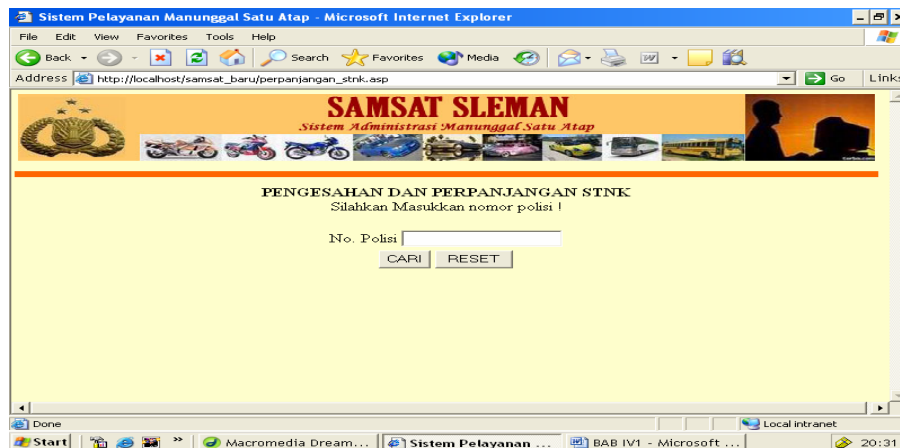 Sistem Pelayanan Manunggal Satu Atap - Microsoft Internet Explorer
File Edit View Favorites Tools Help
Back Search Favorites Media
Address http://localhost/samsat_baru/perpanjangan_stnk.asp Go Links
SAMSAT SLEMAN
Sistem Administrasi Manunggal Satu Atap
PENGESAHAN DAN PERPANJANGAN STNK
Silahkan Masukkan nomor polisi !
No. Polisi
CARI RESET
Done Local intranet
Start » Macromedia Dream... Sistem Pelayanan ... BAB IV1 - Microsoft ... 20:31